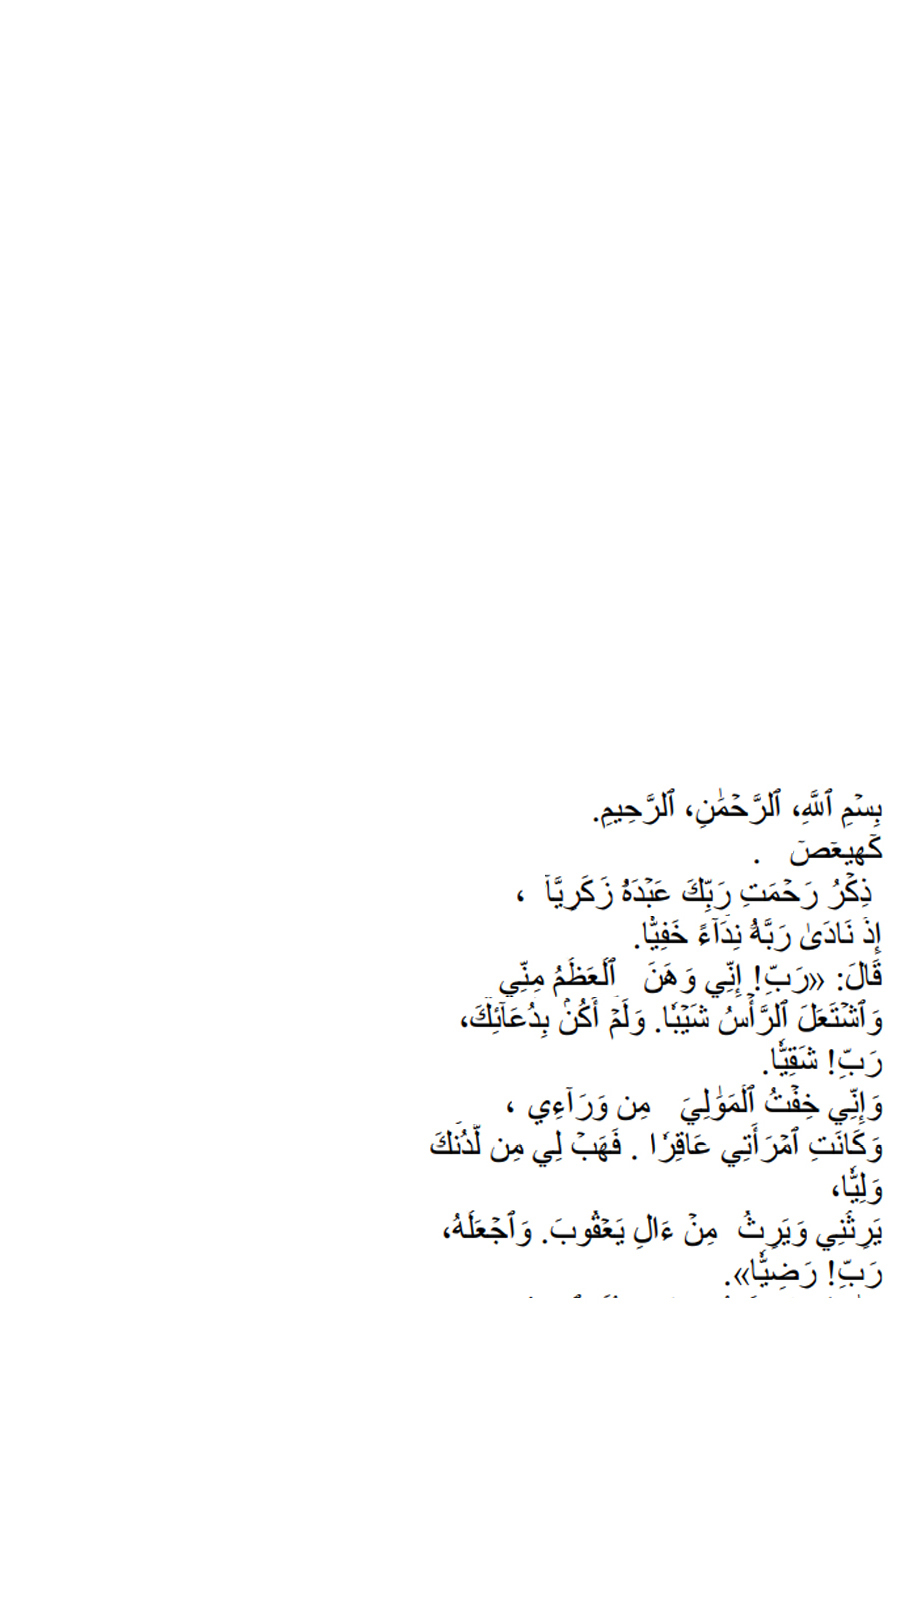 بِسۡمِ ٱللَّهِ، ٱلرَّحۡمَٰنِ، ٱلرَّحِيمِ.
كٓهيعٓصٓ .
ذِكۡرُ رَحۡمَتِ رَبِّكَ عَبۡدَهُۥ زَكَرِيَّآ ،
إِذۡ نَادَىٰ رَبَّهُۥ نِدَآءً خَفِيّٗا.
قَالَ: «رَبِّ! إِنِّي وَهَنَ ٱلۡعَظۡمُ مِنِّي
وَٱشۡتَعَلَ ٱلرَّأۡسُ شَيۡبٗا. وَلَمۡ أَكُنۢ بِدُعَآئِكَ،
رَبِّ! شَقِيّٗا.
وَإِنِّي خِفۡتُ ٱلۡمَوَٰلِيَ مِن وَرَآءِي ،
وَكَانَتِ ٱمۡرَأَتِي عَاقِرٗا . فَهَبۡ لِي مِن لَّدُنكَ
وَلِيّٗا،
يَرِثُنِي وَيَرِثُ مِنۡ ءَالِ يَعۡقُوبَ. وَٱجۡعَلۡهُ،
رَبِّ! رَضِيّٗا».